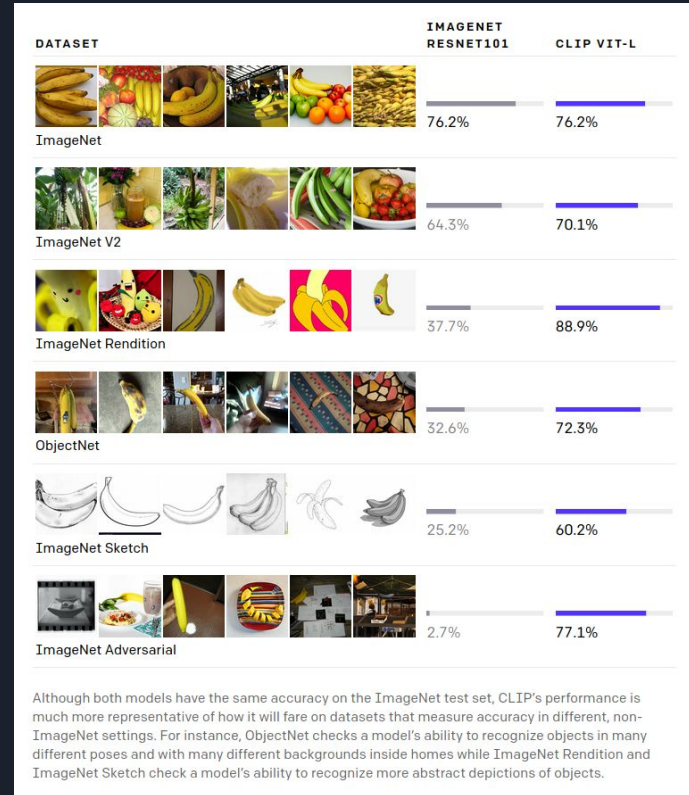 DATASET
IMAGENET
RESNET101
CLIP VIT-L
ImageNet
76.2%
76.2%
ImageNet V2
64.3%
70.1%
ImageNet Rendition
37.7%
88.9%
ObjectNet
32.6%
72.3%
ImageNet Sketch
25.2%
60.2%
ImageNet Adversarial
2.7%
77.1%
Although both models have the same accuracy on the ImageNet test set, CLIP’s performance is
much more representative of how it will fare on datasets that measure accuracy in different, non-
ImageNet settings. For instance, ObjectNet checks a model’s ability to recognize objects in many
different poses and with many different backgrounds inside homes while ImageNet Rendition and
ImageNet Sketch check a model’s ability to recognize more abstract depictions of objects.